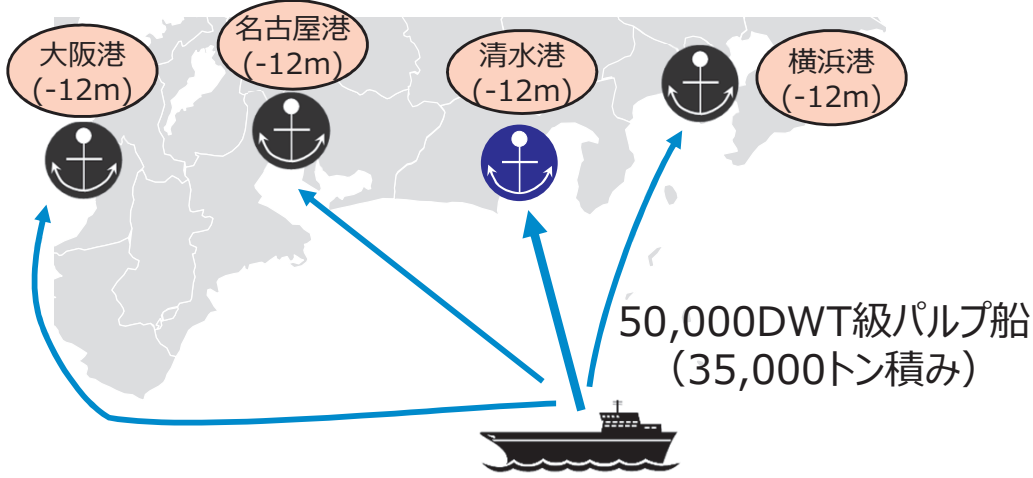 大阪港
(-12m)
名古屋港
(-12m)
清水港
(-12m)
横浜港
(-12m)
50,000DWT級パルプ船
（35,000トン積み）